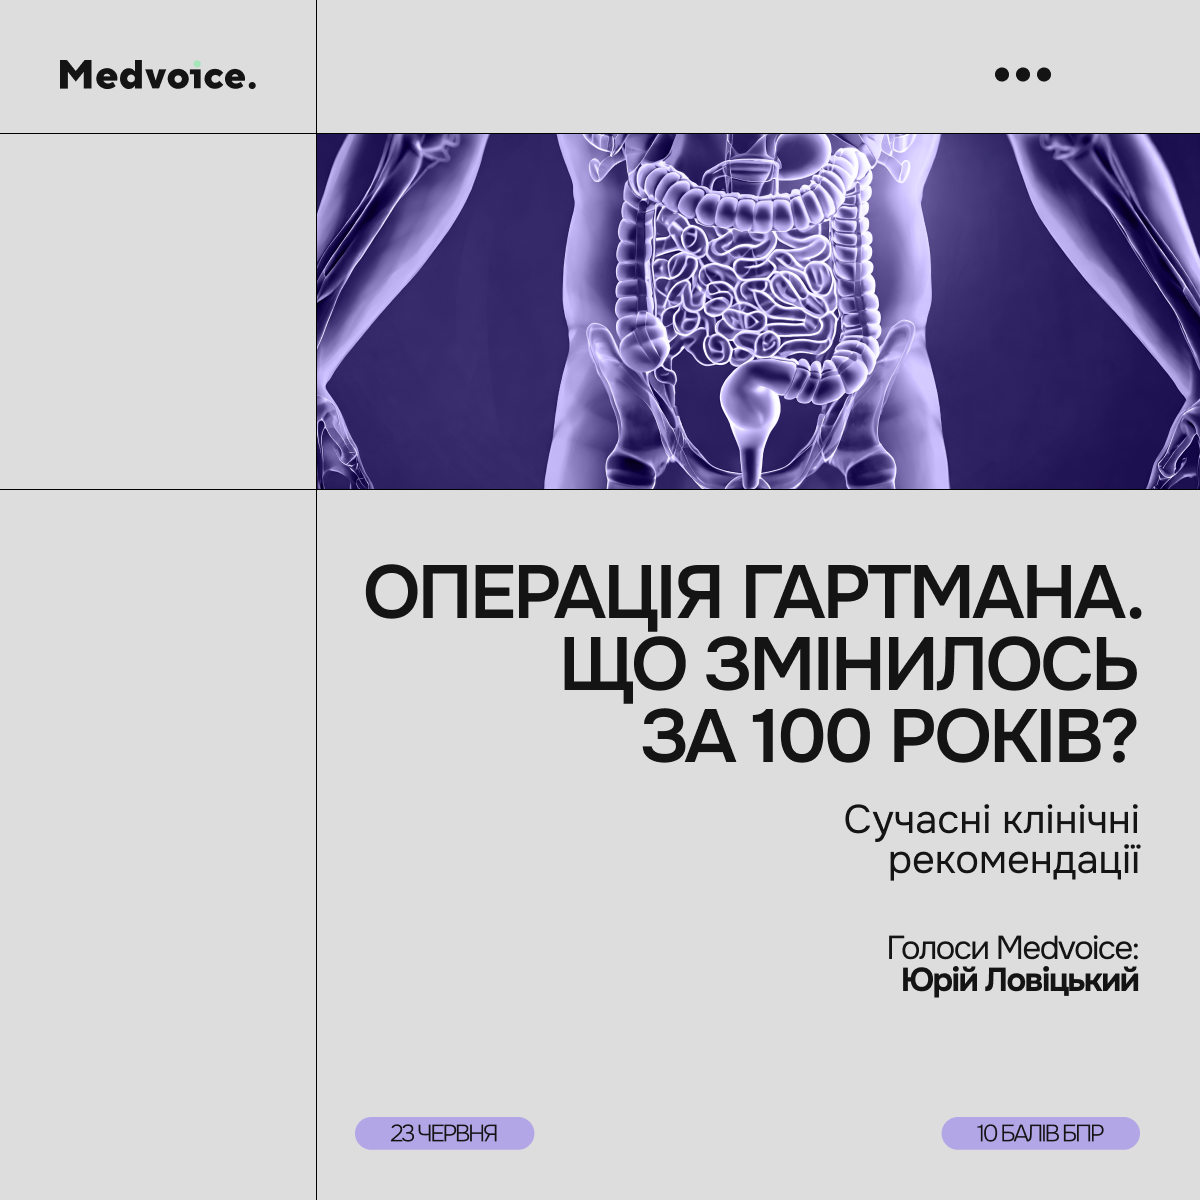 Medvoice.
ОПЕРАЦІЯ ГАРТМАНА.
ЩО ЗМІНИЛОСЬ
ЗА 100 РОКІВ?
Сучасні клінічні
рекомендації
Голоси Medvoice:
Юрій Ловіцький
23 ЧЕРВНЯ
10 БАЛІВ БПР